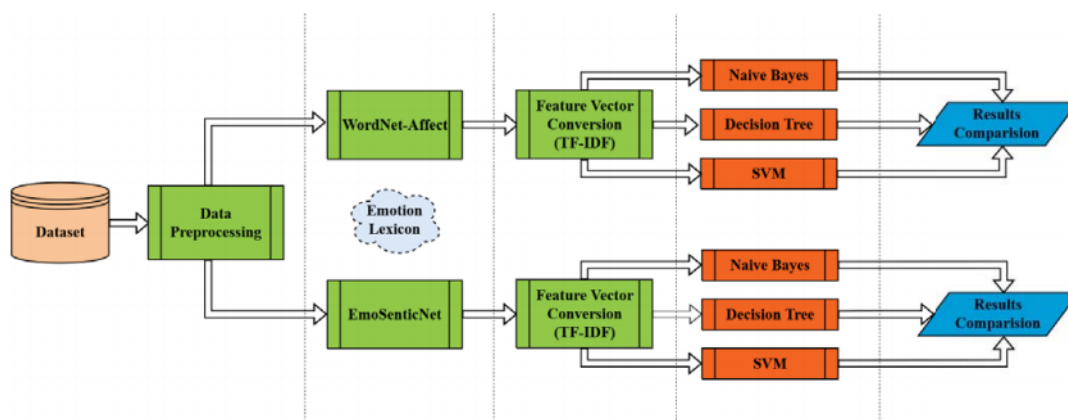 Dataset
Data
Preprocessing
WordNet-Affect
Emotion
Lexicon
EmoSenticNet
Feature Vector
Conversion
(TF-IDF)
Naive Bayes
Decision Tree
SVM
Results
Comparision
Feature Vector
Conversion
(TF-IDF)
Naive Bayes
Decision Tree
SVM
Results
Comparision